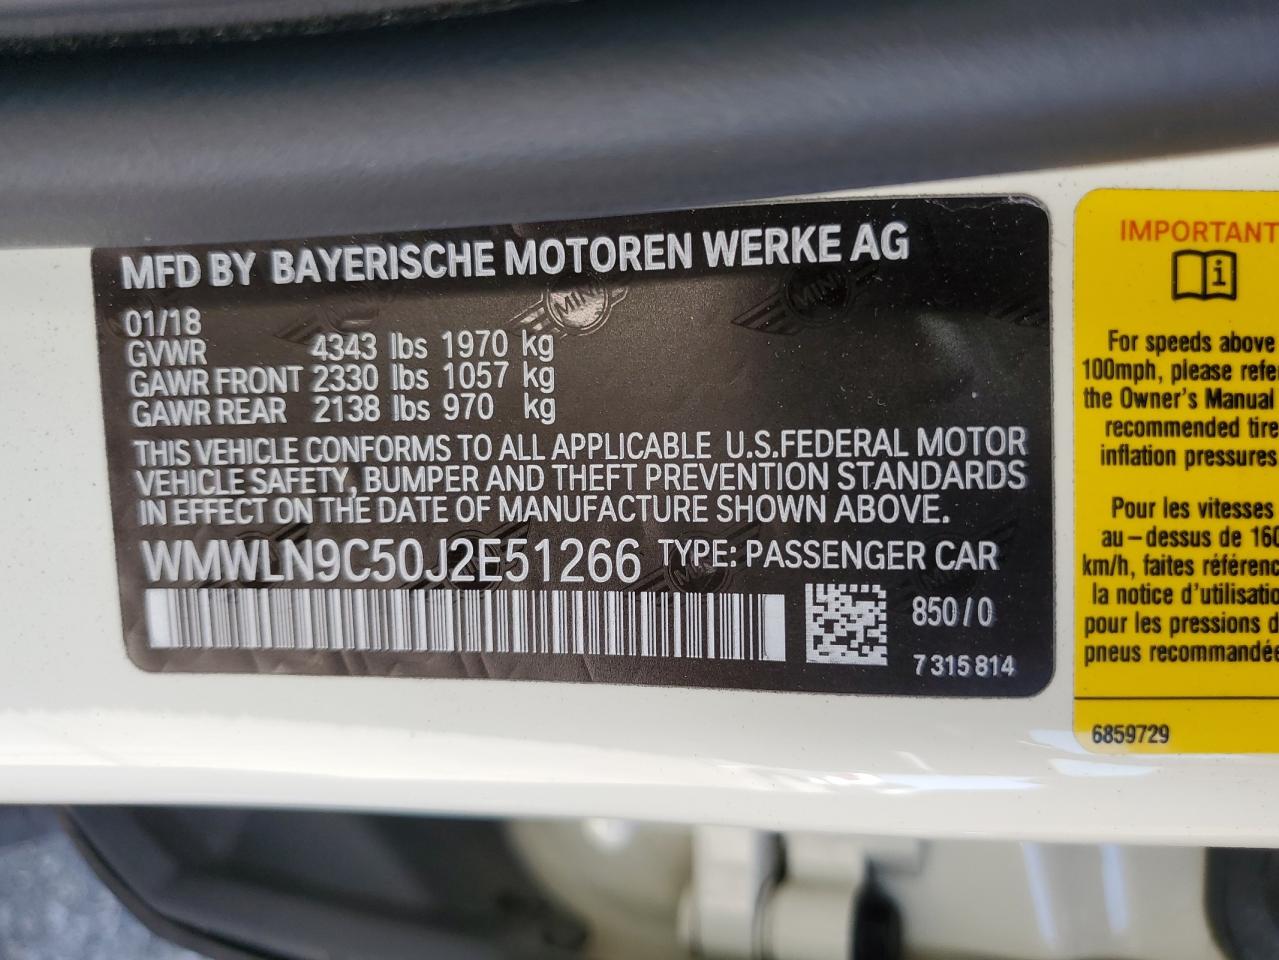 MFD BY BAYERISCHE MOTOREN WERKE AG
MINI
MINI
01/18
GVWR 4343 lbs 1970 kg
GAWR FRONT 2330 lbs 1057 kg
GAWR REAR 2138 lbs 970 kg
THIS VEHICLE CONFORMS TO ALL APPLICABLE U.S.FEDERAL MOTOR
VEHICLE SAFETY, BUMPER AND THEFT PREVENTION STANDARDS
IN EFFECT ON THE DATE OF MANUFACTURE SHOWN ABOVE.
WMWLN9C50J2E51266 TYPE: PASSENGER CAR
850/0
7 315 814
IMPORTANT
i
For speeds above
100mph, please refer
the Owner's Manual
recommended tire
inflation pressures
Pour les vitesses
au-dessus de 160
km/h, faites référenc
la notice d'utilisatio
pour les pressions d
pneus recommandée
6859729